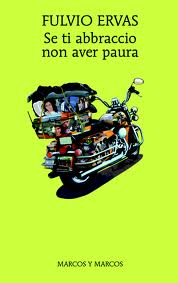 FULVIO ERVAS
Se ti abbraccio
non aver paura
MARCOS Y MARCOS